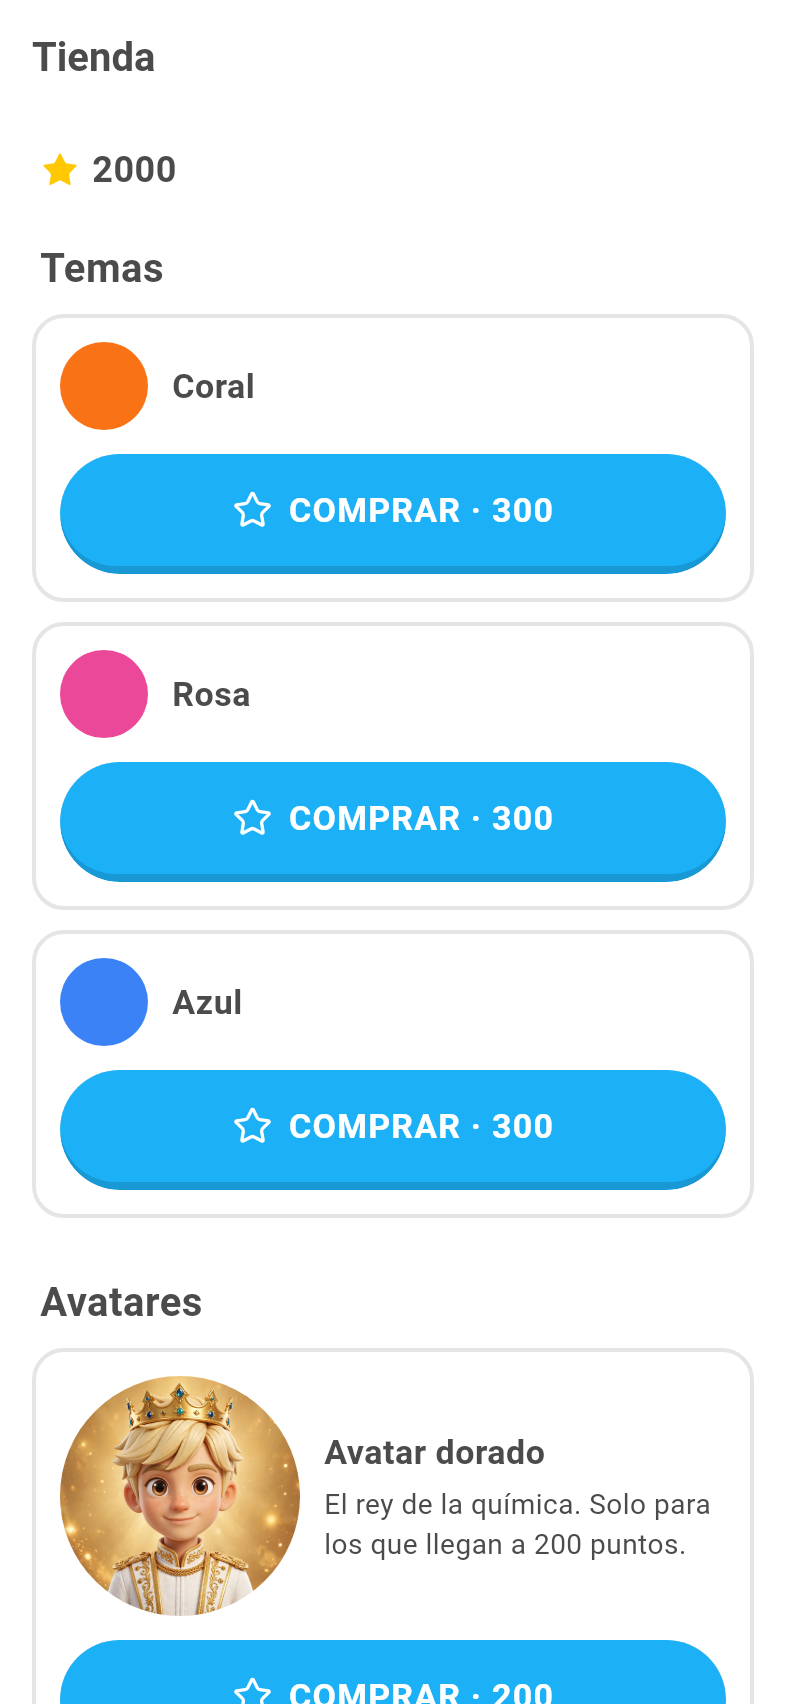 Tienda
2000
Temas
Coral
COMPRAR · 300
Rosa
COMPRAR · 300
Azul
COMPRAR · 300
Avatares
Avatar dorado
El rey de la química. Solo para
los que llegan a 200 puntos.
COMPRAR · 200